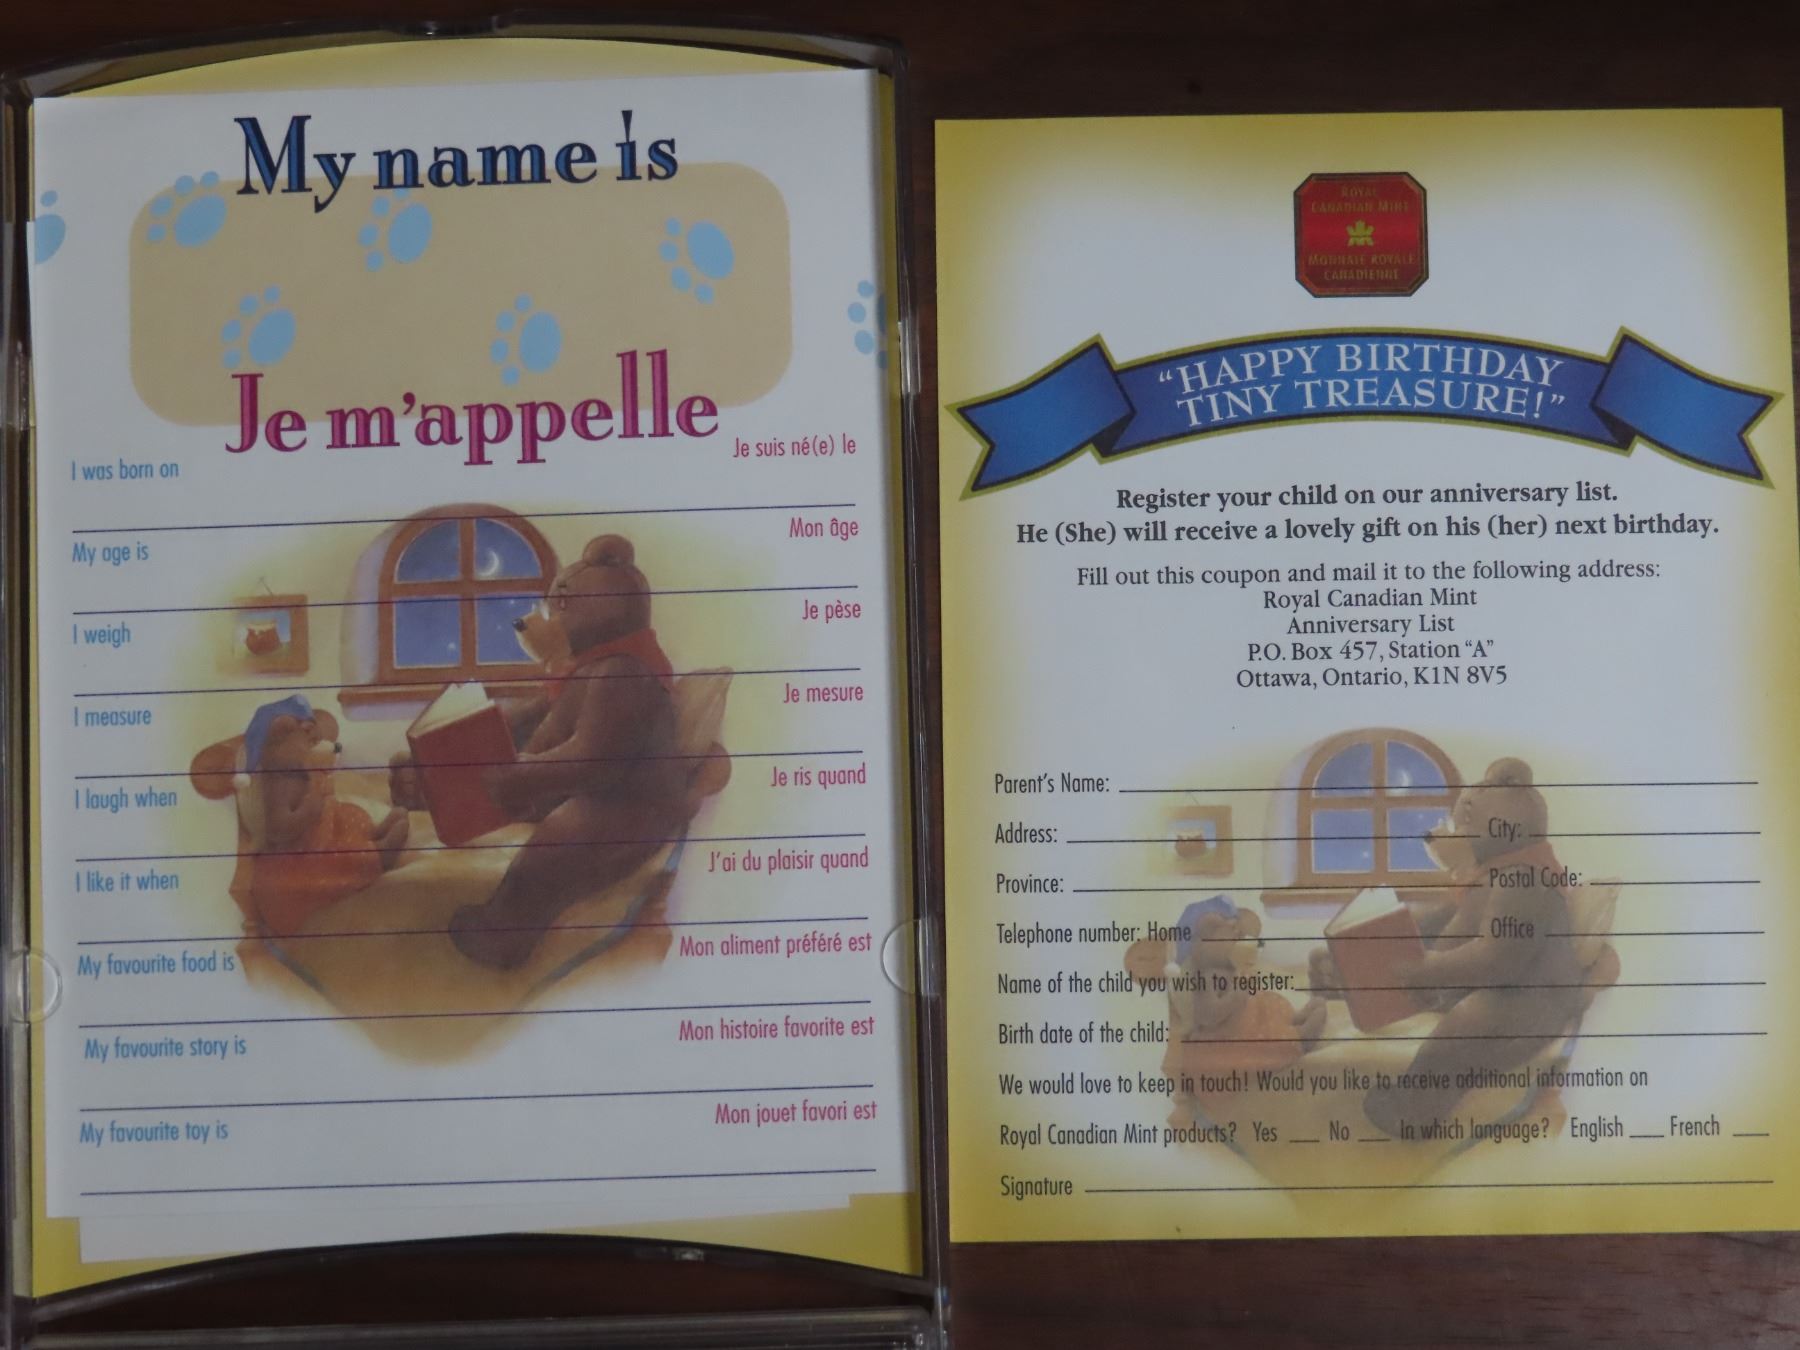 My name is
Je m'appelle
I was born on
Je suis né(e) le
My age is
Mon âge
I weigh
Je pèse
I measure
Je mesure
I laugh when
Je ris quand
I like it when
J'ai du plaisir quand
My favourite food is
Mon aliment préféré est
My favourite story is
Mon histoire favorite est
My favourite toy is
Mon jouet favori est
ROYAL
CANADIAN MINT
MONNAIE ROYALE
CANADIENNE
"HAPPY BIRTHDAY
TINY TREASURE!"
Register your child on our anniversary list.
He (She) will receive a lovely gift on his (her) next birthday.
Fill out this coupon and mail it to the following address:
Royal Canadian Mint
Anniversary List
P.O. Box 457, Station "A"
Ottawa, Ontario, K1N 8V5
Parent's Name:
Address: City:
Province: Postal Code:
Telephone number: Home Office
Name of the child you wish to register:
Birth date of the child:
We would love to keep in touch! Would you like to receive additional information on
Royal Canadian Mint products? Yes No In which language? English French
Signature